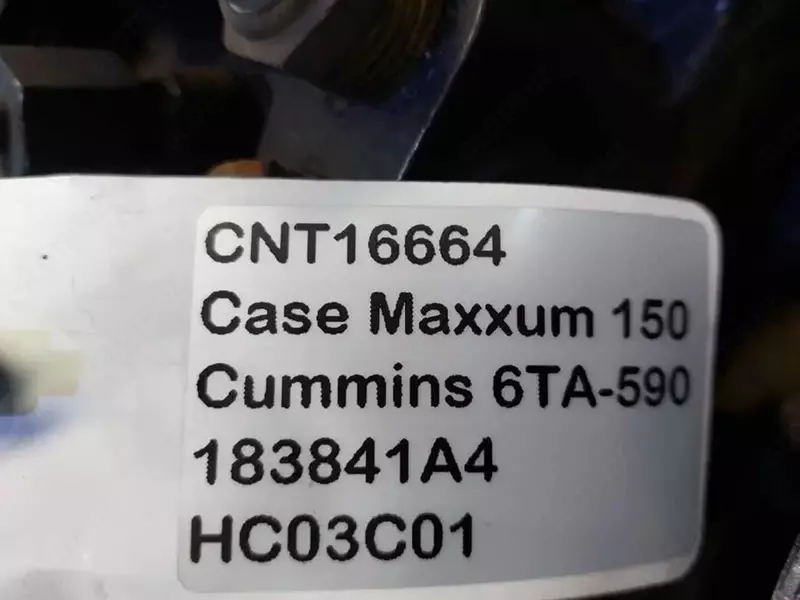 CNT16664
Case Maxxum 150
Cummins 6TA-590
183841A4
HC03C01